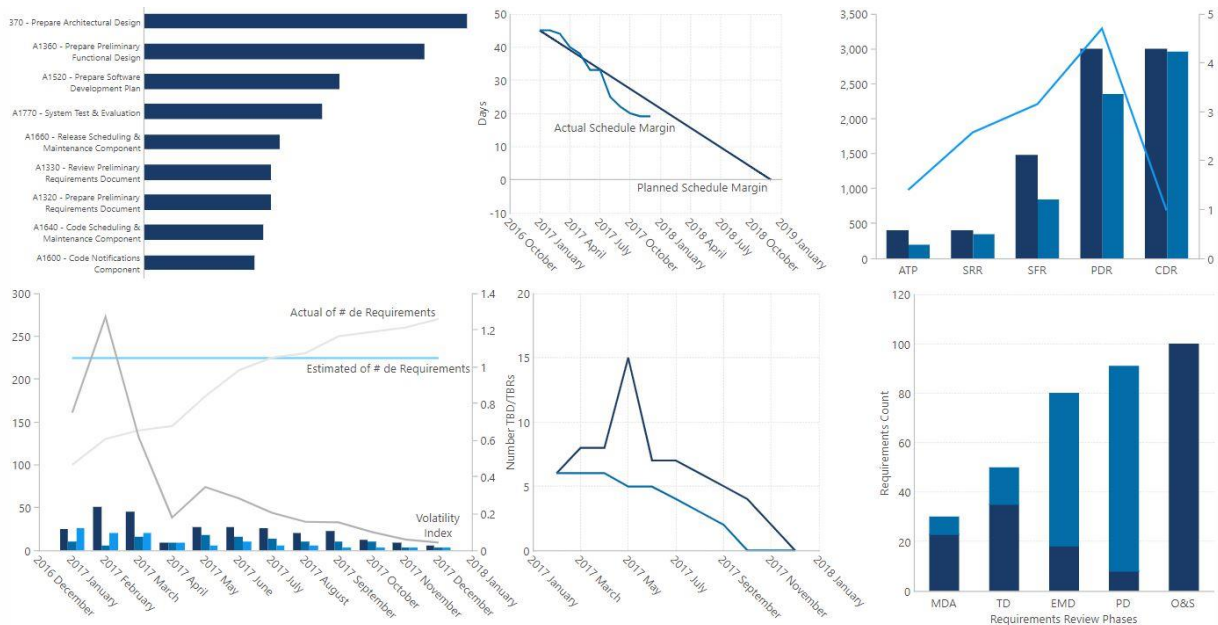 370 - Prepare Architectural Design
A1360 - Prepare Preliminary
Functional Design
A1520 - Prepare Software
Development Plan
A1770 - System Test & Evaluation
A1660 - Release Scheduling &
Maintenance Component
A1330 - Review Preliminary
Requirements Document
A1320 - Prepare Preliminary
Requirements Document
A1640 - Code Scheduling &
Maintenance Component
A1600 - Code Notifications
Component
50
40
30
20
10
0
-10
Days
Actual Schedule Margin
Planned Schedule Margin
2016 October
2017 January
2017 April
2017 July
2017 October
2018 January
2018 April
2018 July
2018 October
2019 January
3,500
3,000
2,500
2,000
1,500
1,000
500
0
5
4
3
2
1
0
ATP
SRR
SFR
PDR
CDR
300
250
200
150
100
50
0
1.4
1.2
1
0.8
0.6
0.4
0.2
0
Actual of # de Requirements
Estimated of # de Requirements
Volatility
Index
2016 December
2017 January
2017 February
2017 March
2017 April
2017 May
2017 June
2017 July
2017 August
2017 September
2017 October
2017 November
2017 December
2018 January
20
15
10
5
0
Number TBD/TBRs
2017 January
2017 March
2017 May
2017 July
2017 September
2017 November
2018 January
120
100
80
60
40
20
0
Requirements Count
MDA
TD
EMD
PD
O&S
Requirements Review Phases